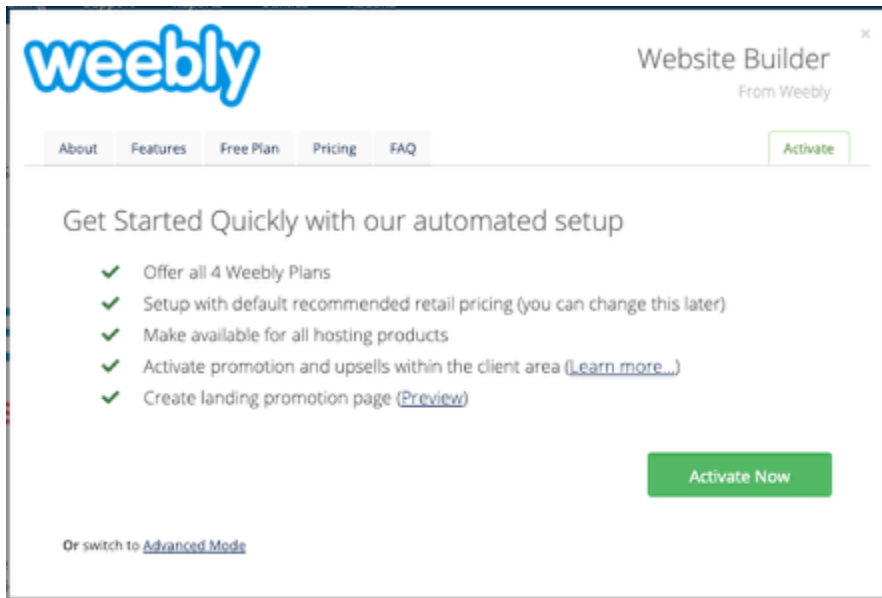 weebly
Website Builder
×
From Weebly
About Features Free Plan Pricing FAQ Activate
Get Started Quickly with our automated setup
Offer all 4 Weebly Plans
Setup with default recommended retail pricing (you can change this later)
Make available for all hosting products
Activate promotion and upsells within the client area (Learn more...)
Create landing promotion page (Preview)
Activate Now
Or switch to Advanced Mode